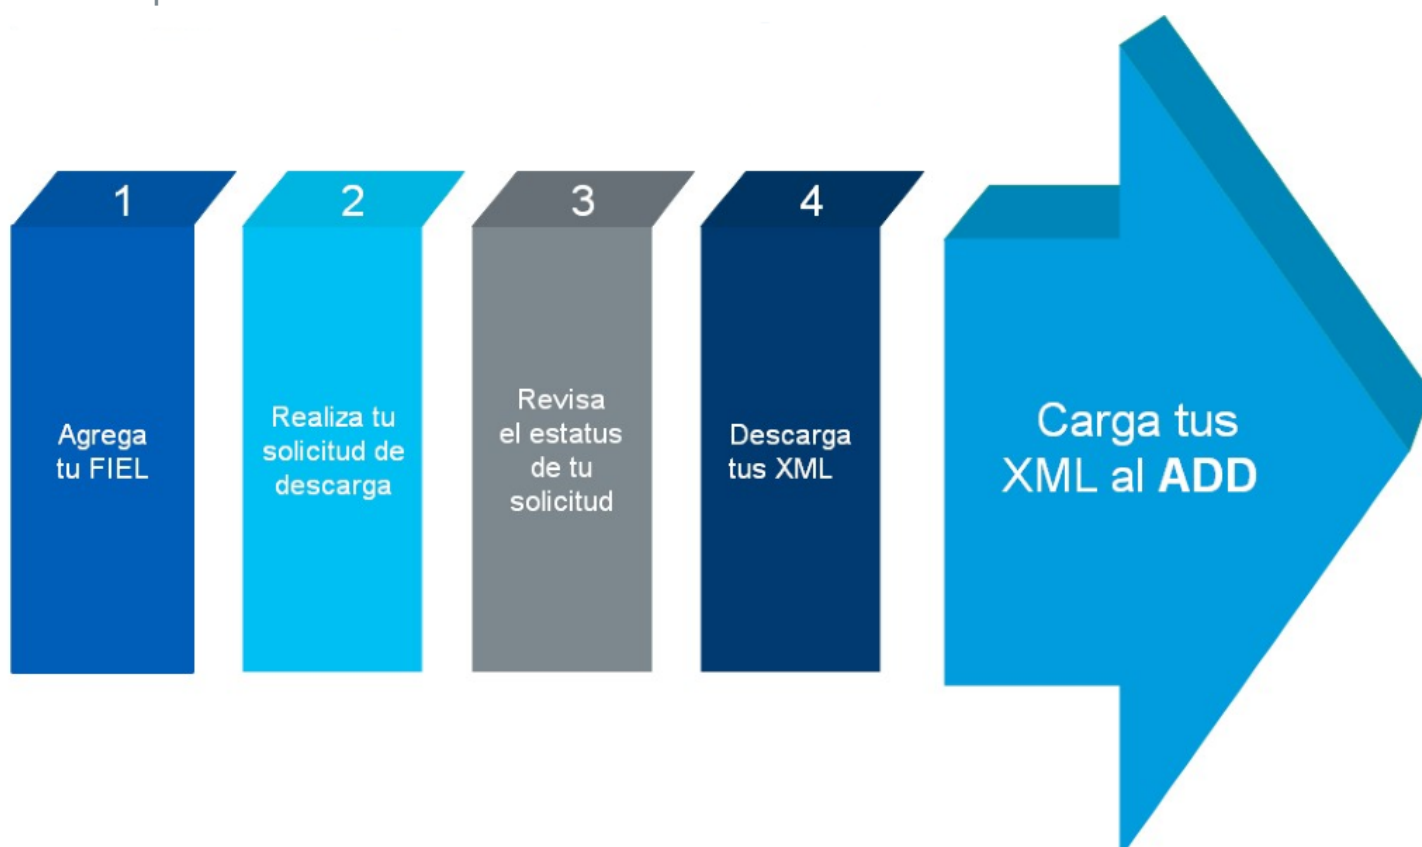 1
Agrega
tu FIEL
2
Realiza tu
solicitud de
descarga
3
Revisa
el estatus
de tu
solicitud
4
Descarga
tus XML
Carga tus
XML al ADD